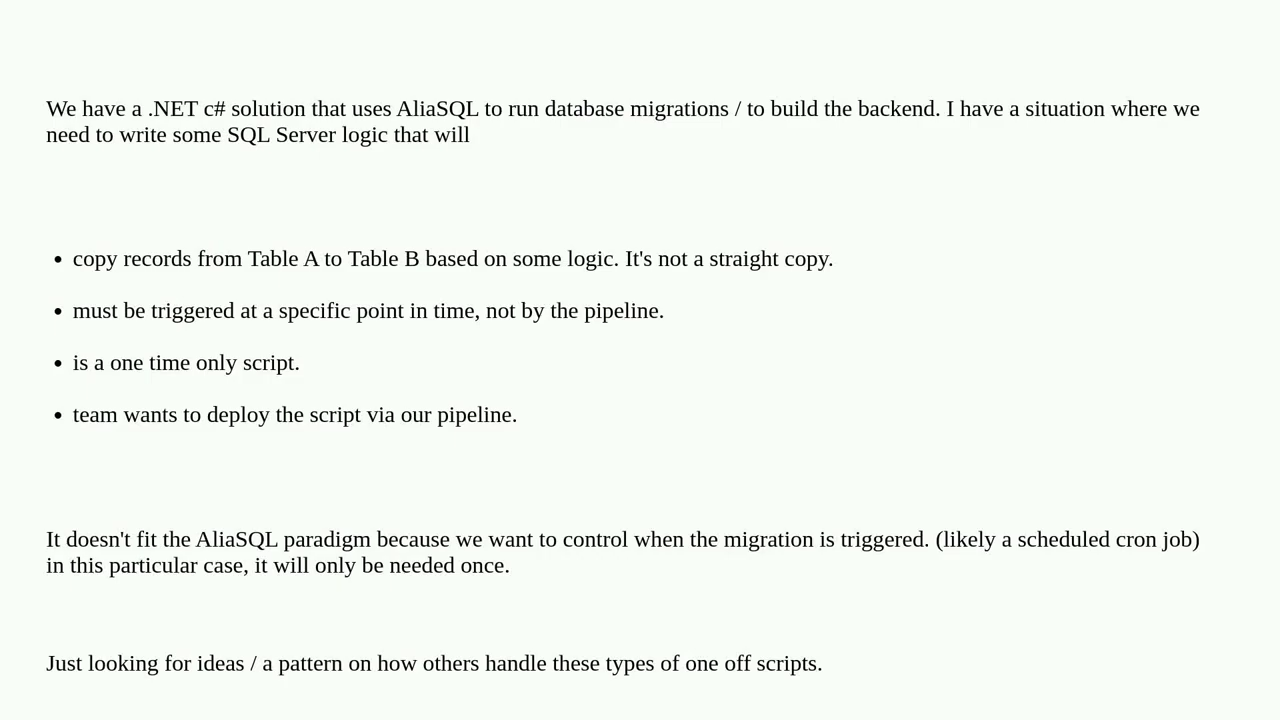 We have a .NET c# solution that uses AliaSQL to run database migrations / to build the backend. I have a situation where we
need to write some SQL Server logic that will
• copy records from Table A to Table B based on some logic. It's not a straight copy.
• must be triggered at a specific point in time, not by the pipeline.
• is a one time only script.
• team wants to deploy the script via our pipeline.
It doesn't fit the AliaSQL paradigm because we want to control when the migration is triggered. (likely a scheduled cron job)
in this particular case, it will only be needed once.
Just looking for ideas / a pattern on how others handle these types of one off scripts.